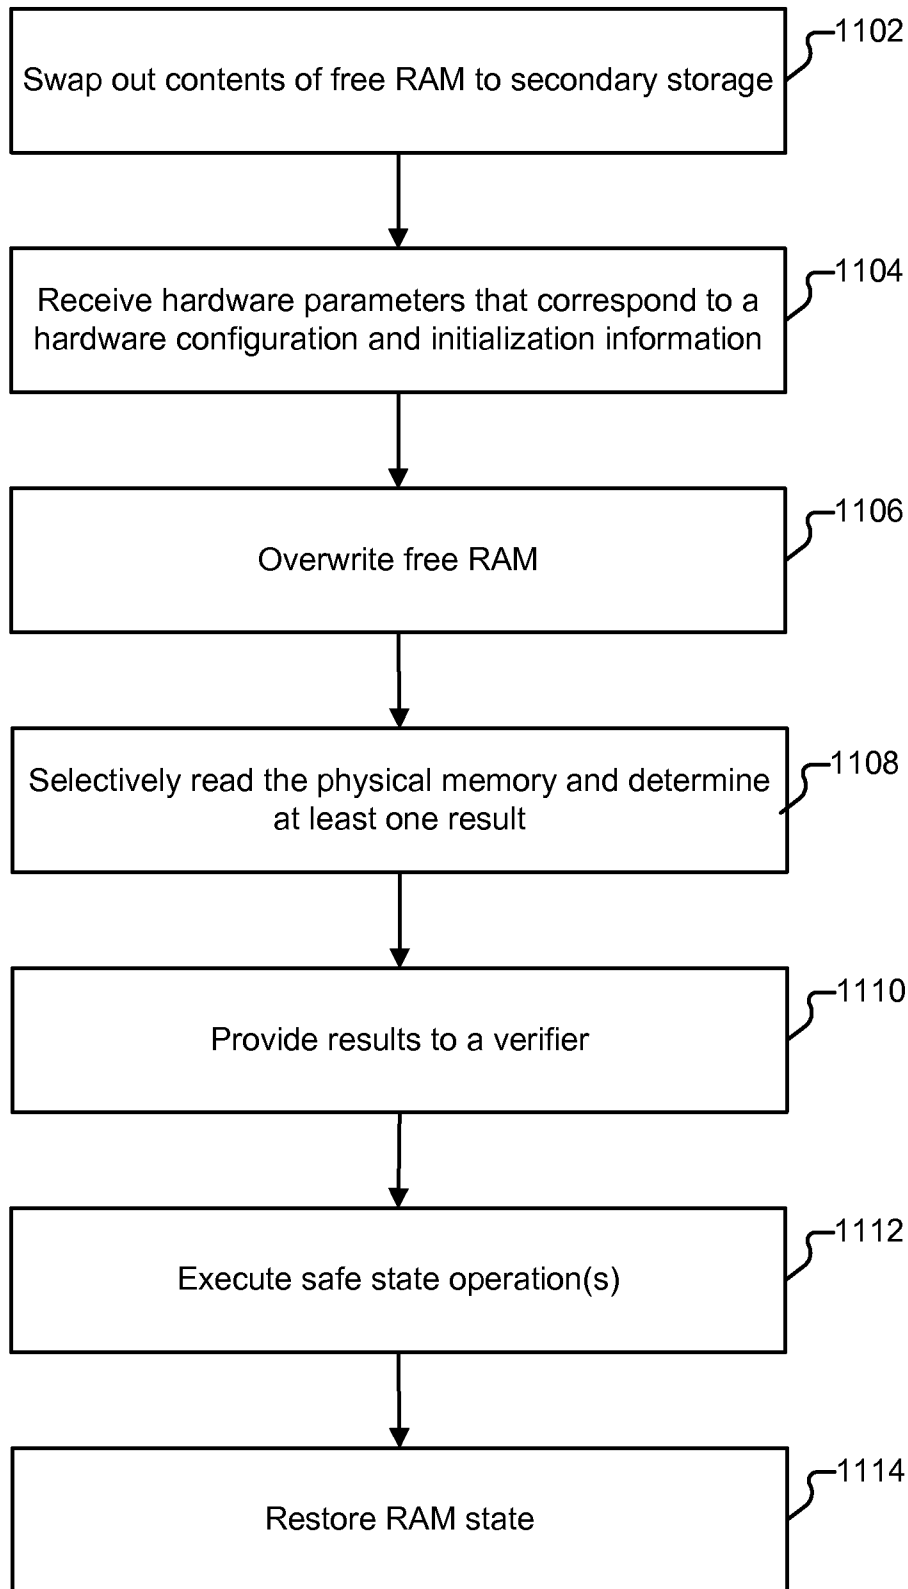 1102
Swap out contents of free RAM to secondary storage
1104
Receive hardware parameters that correspond to a
hardware configuration and initialization information
1106
Overwrite free RAM
1108
Selectively read the physical memory and determine
at least one result
1110
Provide results to a verifier
1112
Execute safe state operation(s)
1114
Restore RAM state